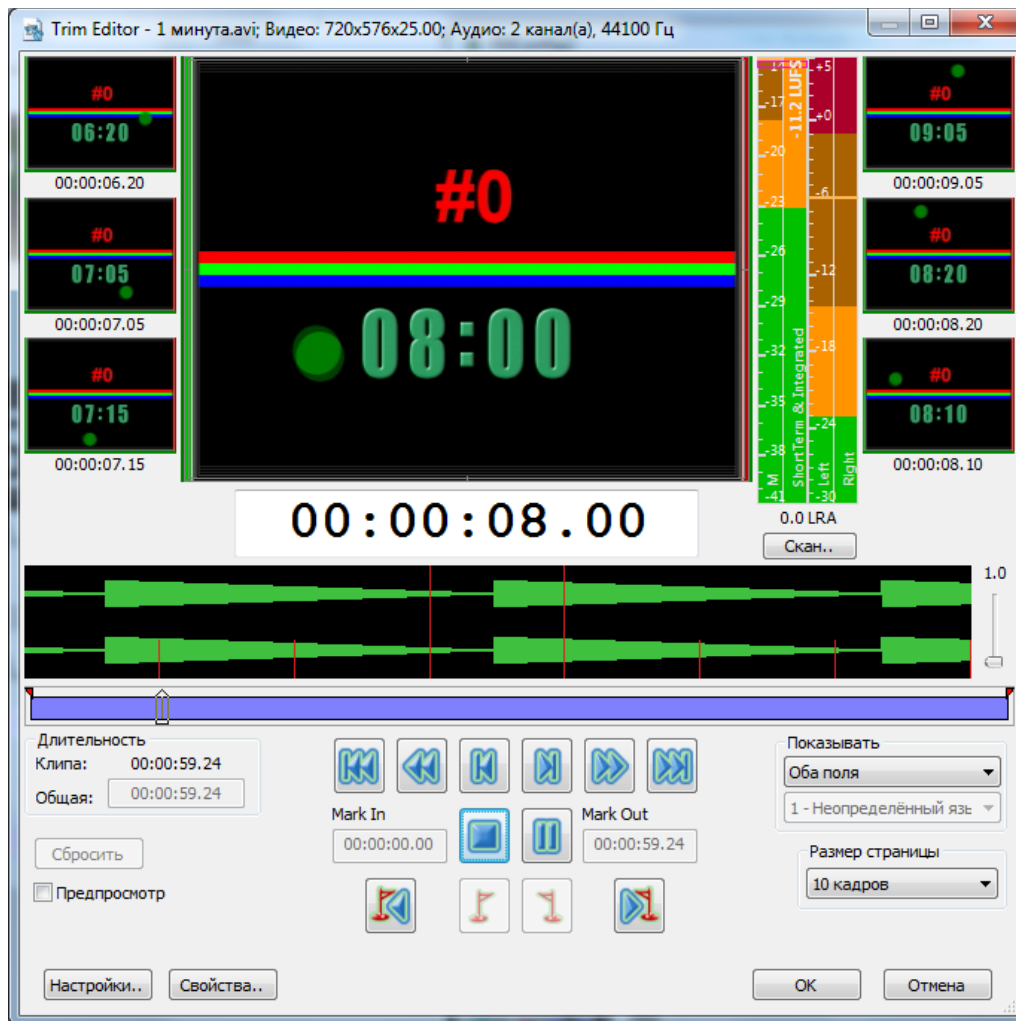 Trim Editor - 1 минута.avi; Видео: 720x576x25.00; Аудио: 2 канал(а), 44100 Гц
#0
06:20
00:00:06.20
#0
07:05
00:00:07.05
#0
07:15
00:00:07.15
#0
08:00
00:00:08.00
-17
-20
-23
-26
-29
-32
-35
-38
-41
-11.2 LUFS
M
ShortTerm & Integrated
+5
+0
-6
-12
-18
-24
-30
Left
Right
0.0 LRA
Скан..
#0
09:05
00:00:09.05
#0
08:20
00:00:08.20
#0
08:10
00:00:08.10
1.0
Длительность
Клипа: 00:00:59.24
Общая: 00:00:59.24
Сбросить
Предпросмотр
Mark In
00:00:00.00
Mark Out
00:00:59.24
Показывать
Оба поля
1 - Неопределённый язь
Размер страницы
10 кадров
Настройки..
Свойства..
OK
Отмена